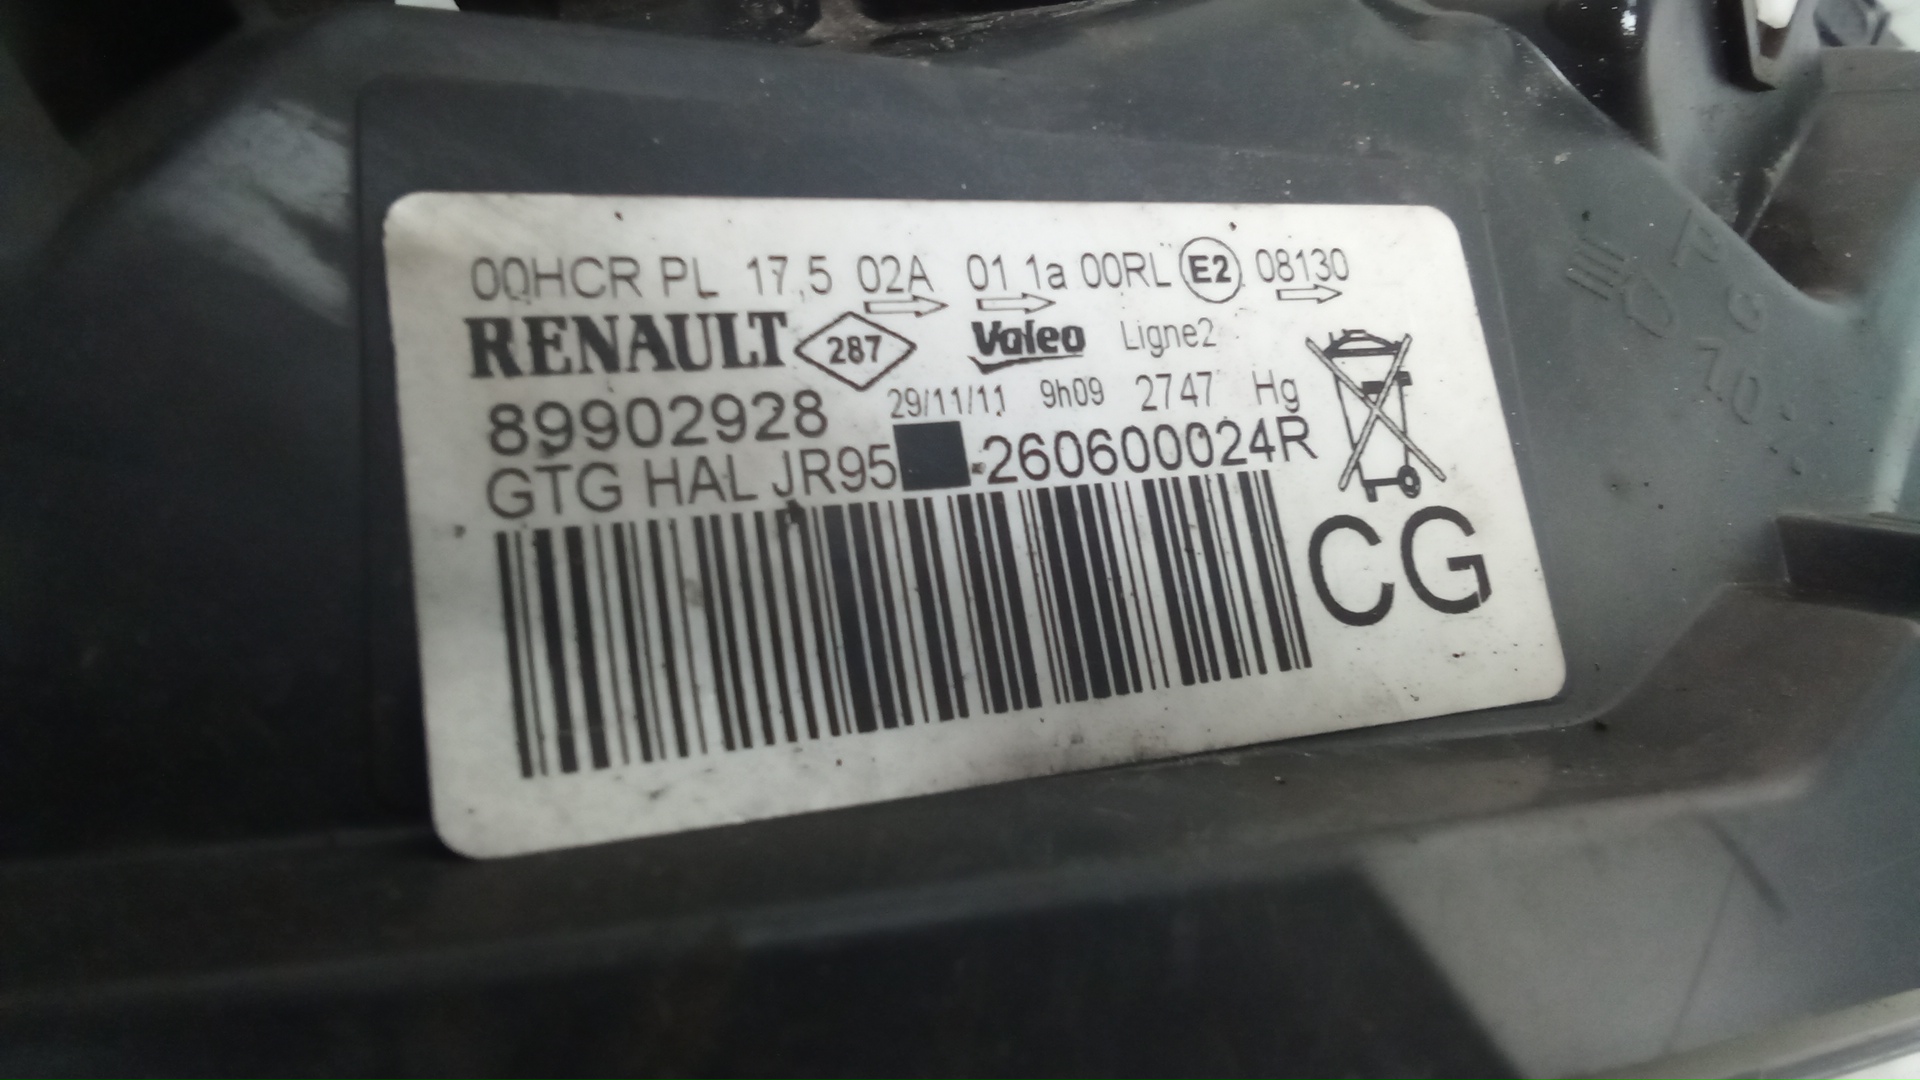 00HCR PL 17,5 02A 01 1a 00RL E2 08130
RENAULT 287 Valeo Ligne2
89902928 29/11/11 9h09 2747 Hg
GTG HAL JR95 -260600024R
CG